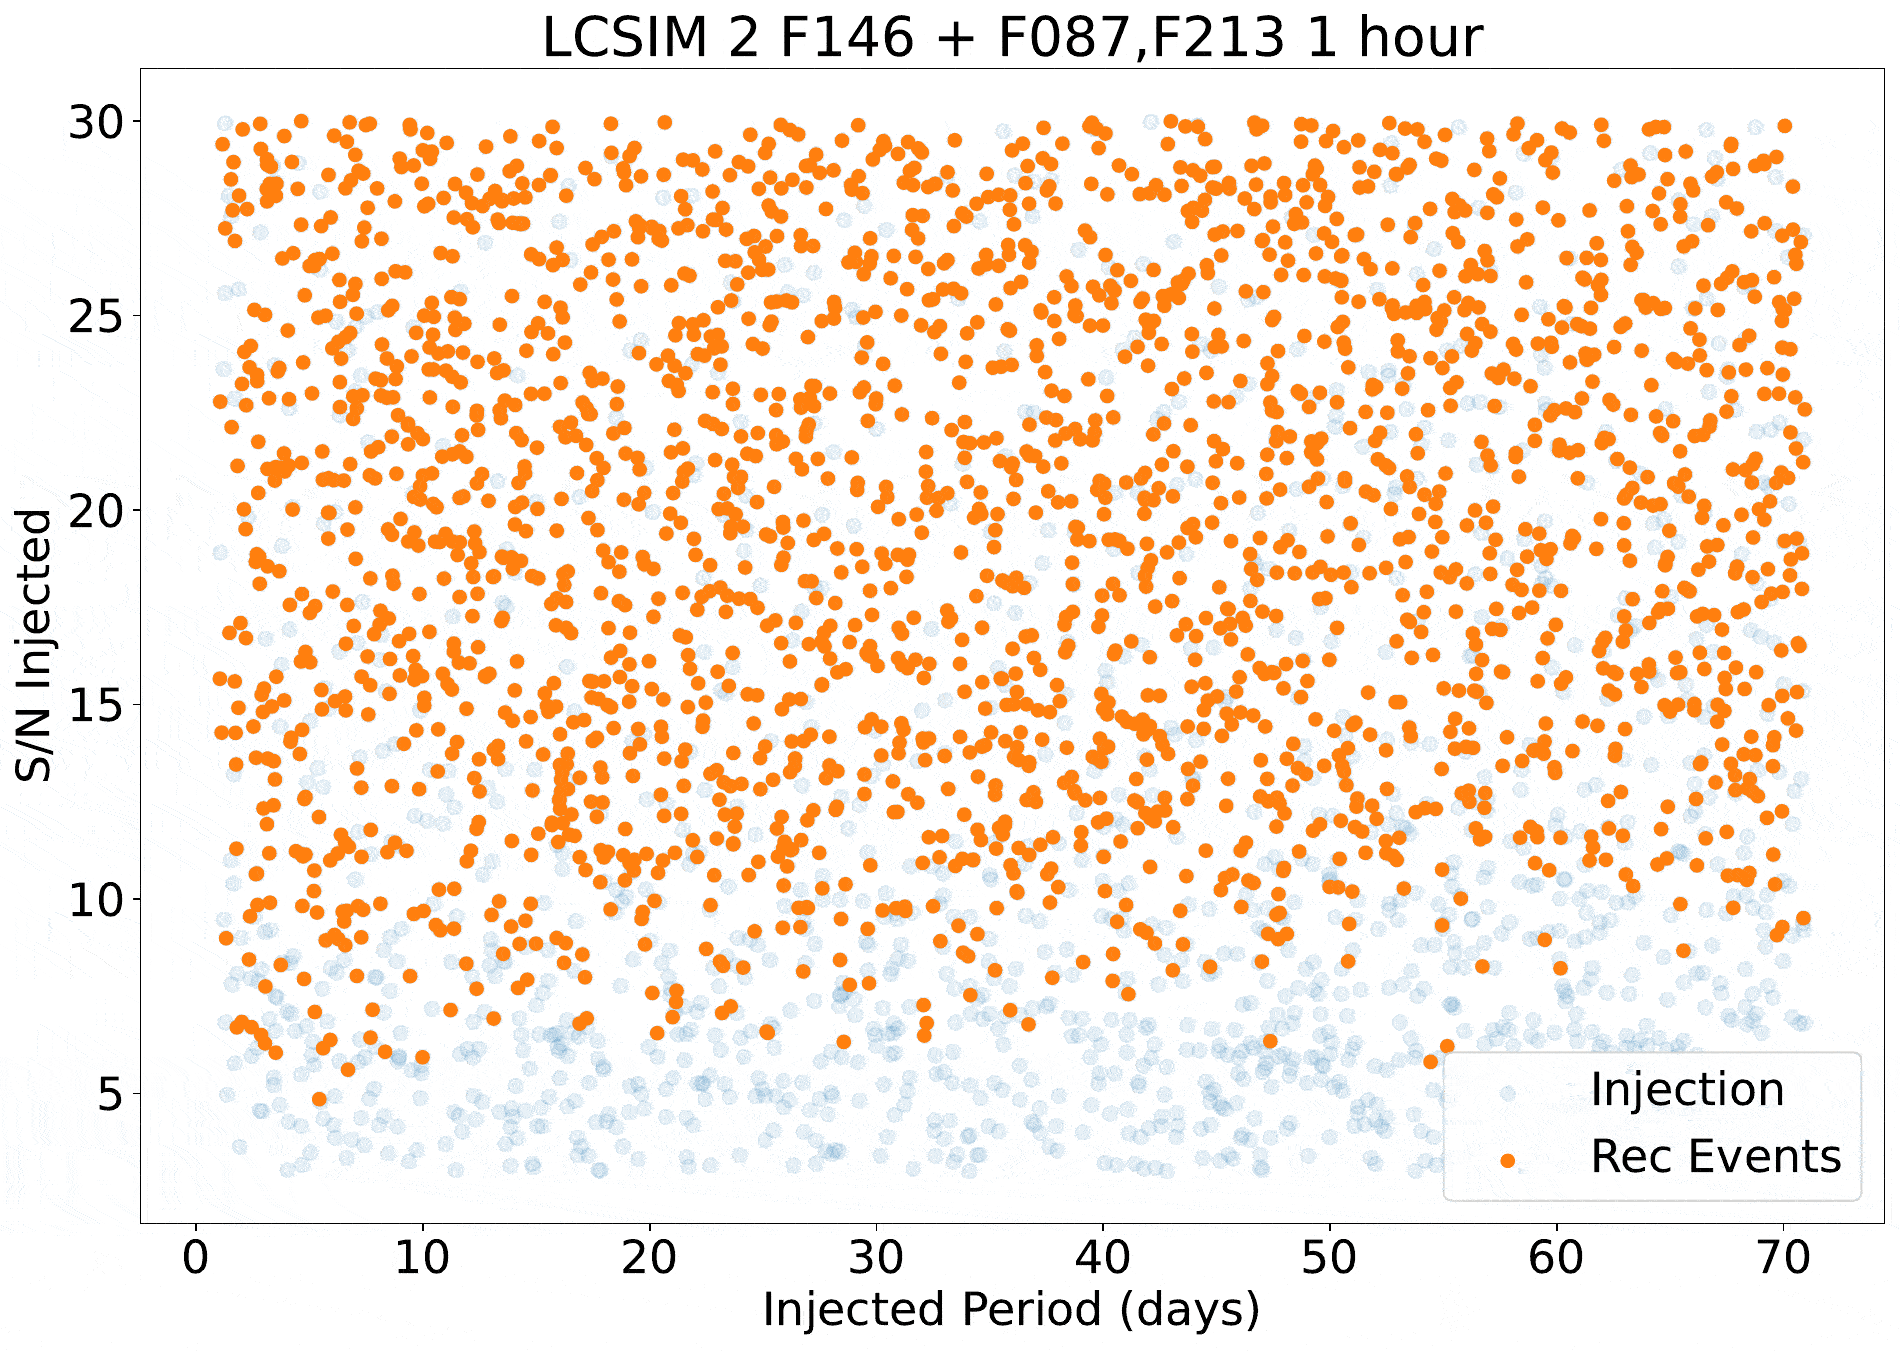 LCSIM 2 F146 + F087,F213 1 hour
30
25
20
15
10
5
S/N Injected
0 10 20 30 40 50 60 70
Injected Period (days)
Injection
Rec Events